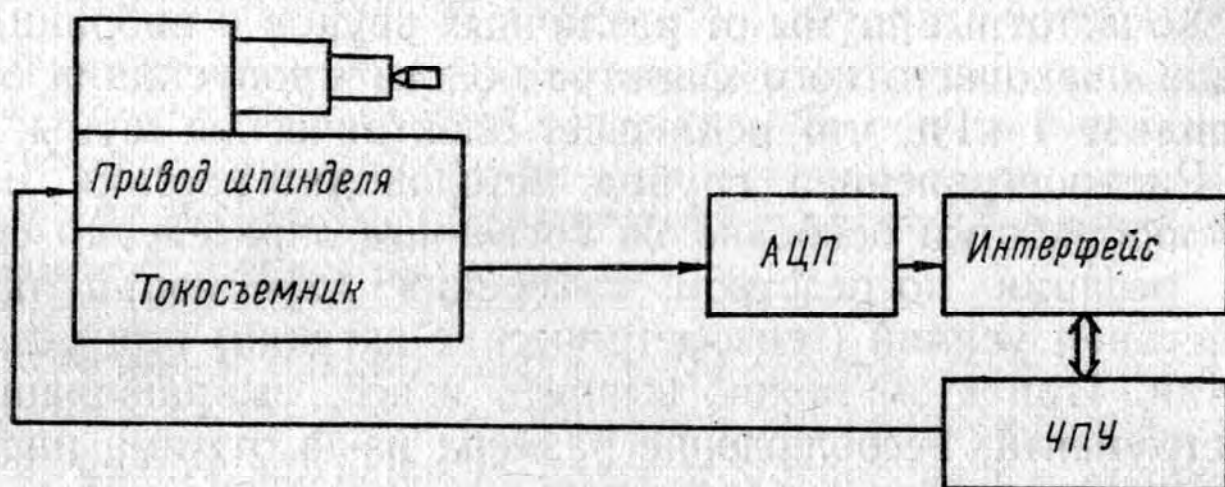 Привод шпинделя
Токосъемник
АЦП
Интерфейс
ЧПУ